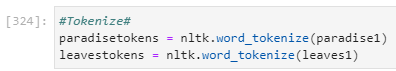 [324]: #Tokenize#
paradisetokens = nltk.word_tokenize(paradise1)
leavestokens = nltk.word_tokenize(leaves1)